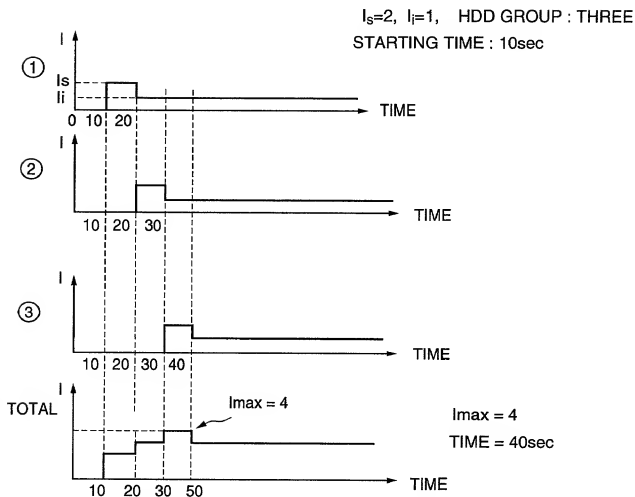 Is=2, Ii=1, HDD GROUP : THREE
STARTING TIME : 10sec
I
①
Is
Ii
0 10 20
TIME
I
②
10 20 30
TIME
I
③
10 20 30 40
TIME
I
TOTAL
Imax = 4
Imax = 4
TIME = 40sec
10 20 30 50
TIME